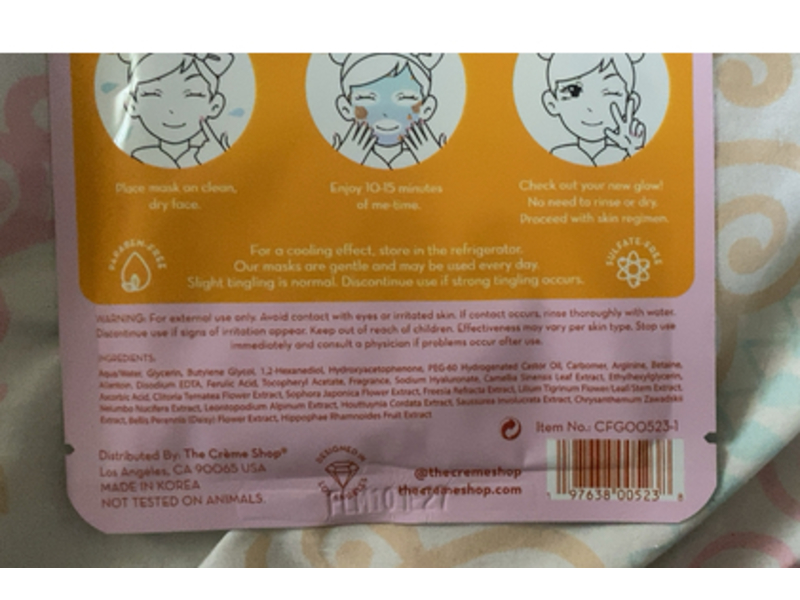 Place mask on clean,
dry face.
Enjoy 10-15 minutes
of me-time.
Check out your new glow!
No need to rinse or dry.
Proceed with skin regimen.
PARABEN-FREE
SULFATE-FREE
For a cooling effect, store in the refrigerator.
Our masks are gentle and may be used every day.
Slight tingling is normal. Discontinue use if strong tingling occurs.
WARNING: For external use only. Avoid contact with eyes or irritated skin. If contact occurs, rinse thoroughly with water.
Discontinue use if signs of irritation appear. Keep out of reach of children. Effectiveness may vary per skin type. Stop use
immediately and consult a physician if problems occur after use.
INGREDIENTS:
Aqua/Water, Glycerin, Butylene Glycol, 1,2-Hexanediol, Hydroxyacetophenone, PEG-60 Hydrogenated Castor Oil, Carbomer, Arginine, Betaine,
Allantoin, Disodium EDTA, Ferulic Acid, Tocopheryl Acetate, Fragrance, Sodium Hyaluronate, Camellia Sinensis Leaf Extract, Ethylhexylglycerin,
Ascorbic Acid, Clitoria Ternatea Flower Extract, Sophora Japonica Flower Extract, Freesia Refracta Extract, Lilium Tigrinum Flower/Leaf/Stem Extract,
Nelumbo Nucifera Extract, Leontopodium Alpinum Extract, Houttuynia Cordata Extract, Saussurea Involucrata Extract, Chrysanthemum Zawadskii
Extract, Bellis Perennis (Daisy) Flower Extract, Hippophae Rhamnoides Fruit Extract
Item No.: CFG00523-1
Distributed By: The Crème Shop®
Los Angeles, CA 90065 USA
MADE IN KOREA
NOT TESTED ON ANIMALS.
DESIGNED IN
LOS ANGELES
@thecremeshop
thecremeshop.com
97638 00523